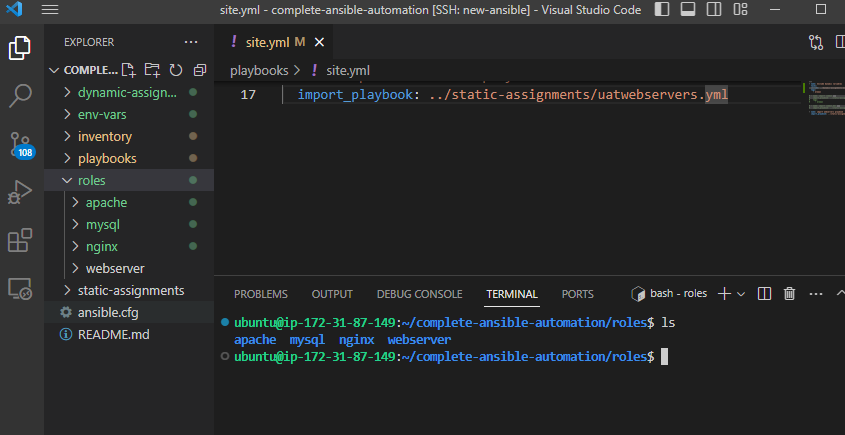 site.yml - complete-ansible-automation [SSH: new-ansible] - Visual Studio Code
EXPLORER
COMPLE...
dynamic-assign...
env-vars
inventory
playbooks
roles
apache
mysql
nginx
webserver
static-assignments
ansible.cfg
README.md
108
! site.yml M
playbooks > ! site.yml
17 import_playbook: ../static-assignments/uatwebservers.yml
PROBLEMS OUTPUT DEBUG CONSOLE TERMINAL PORTS bash - roles
ubuntu@ip-172-31-87-149:~/complete-ansible-automation/roles$ ls
apache mysql nginx webserver
ubuntu@ip-172-31-87-149:~/complete-ansible-automation/roles$